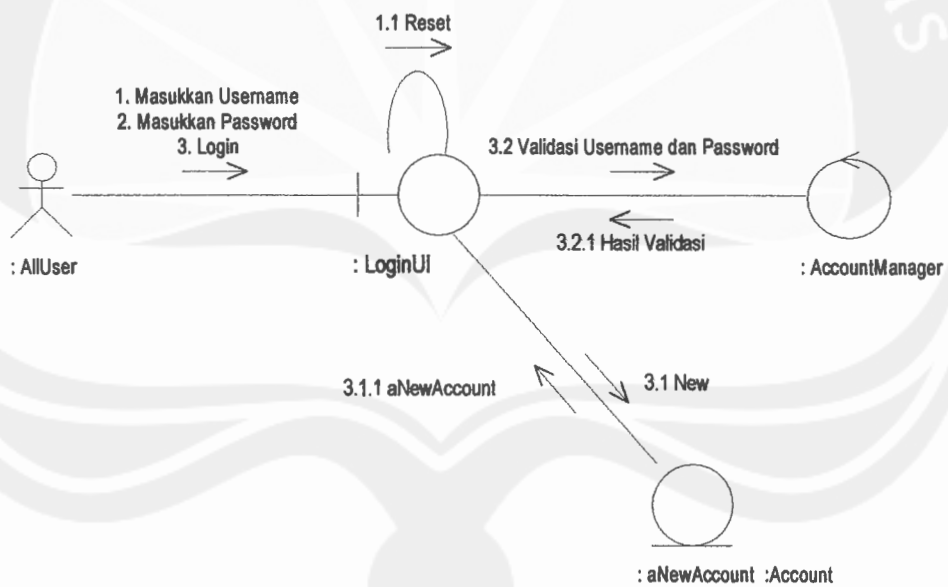 1.1 Reset
1. Masukkan Username
2. Masukkan Password
3. Login
3.2 Validasi Username dan Password
3.2.1 Hasil Validasi
: AllUser
: LoginUI
: AccountManager
3.1.1 aNewAccount
3.1 New
: aNewAccount :Account